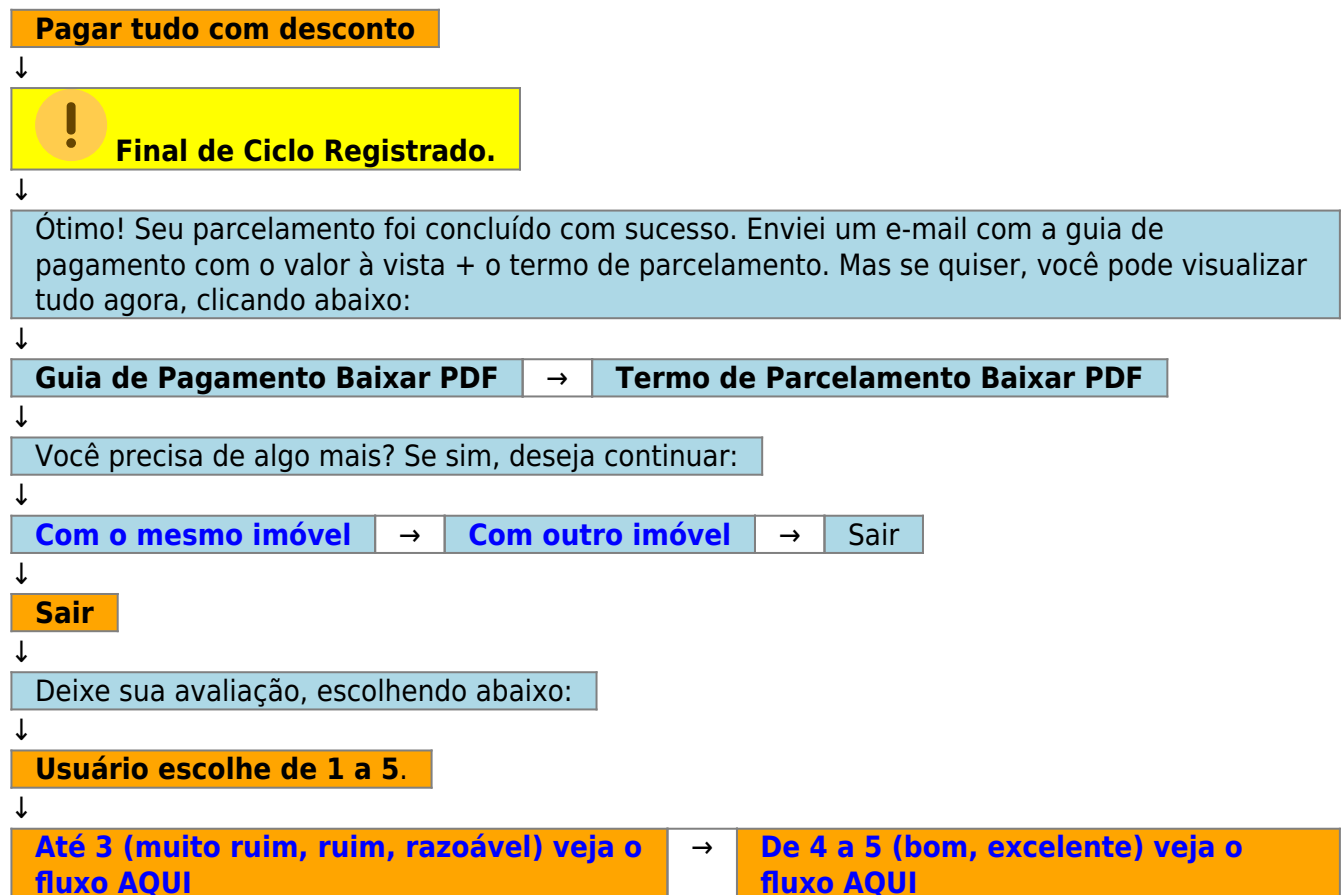 Pagar tudo com desconto
↓
Final de Ciclo Registrado.
↓
Ótimo! Seu parcelamento foi concluído com sucesso. Enviei um e-mail com a guia de
pagamento com o valor à vista + o termo de parcelamento. Mas se quiser, você pode visualizar
tudo agora, clicando abaixo:
↓
Guia de Pagamento Baixar PDF → Termo de Parcelamento Baixar PDF
↓
Você precisa de algo mais? Se sim, deseja continuar:
↓
Com o mesmo imóvel → Com outro imóvel → Sair
↓
Sair
↓
Deixe sua avaliação, escolhendo abaixo:
↓
Usuário escolhe de 1 a 5.
↓
Até 3 (muito ruim, ruim, razoável) veja o → De 4 a 5 (bom, excelente) veja o
fluxo AQUI fluxo AQUI